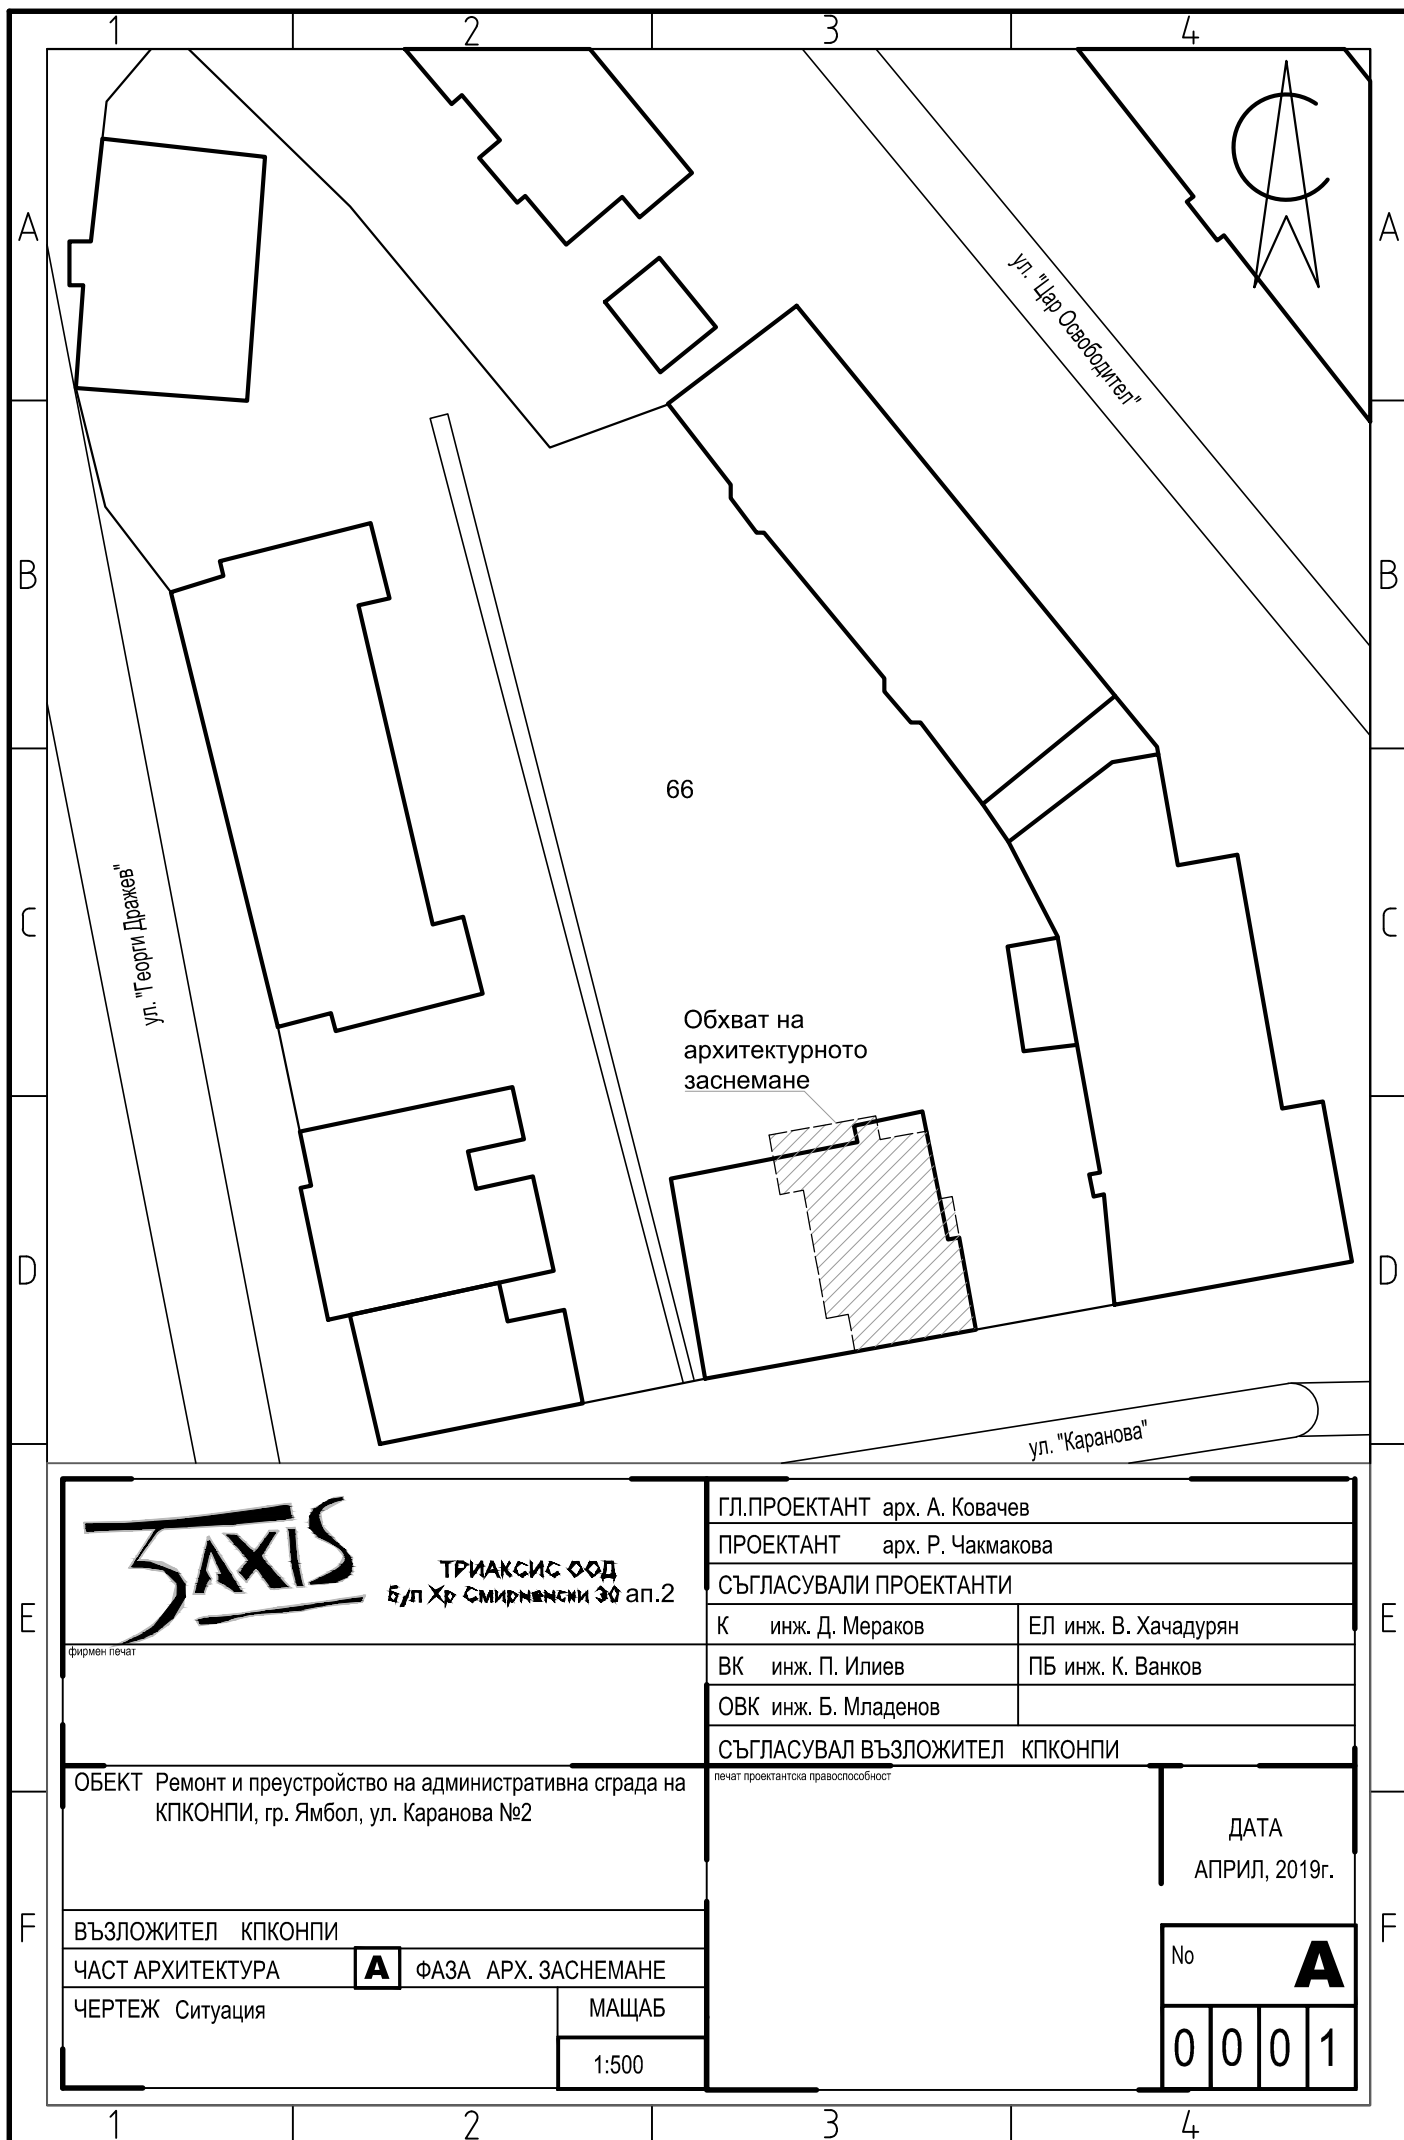 1 2 3 4
A A
ул. "Цар Освободител"
B B
66
C C
ул. "Георги Дражев"
Обхват на
архитектурното
заснемане
D D
ул. "Каранова"
3AXIS
ТРИАКСИС ООД
б/л Хр Смирненски 30 ап.2
фирмен печат
E E
ГЛ.ПРОЕКТАНТ арх. А. Ковачев
ПРОЕКТАНТ арх. Р. Чакмакова
СЪГЛАСУВАЛИ ПРОЕКТАНТИ
К инж. Д. Мераков ЕЛ инж. В. Хачадурян
ВК инж. П. Илиев ПБ инж. К. Ванков
ОВК инж. Б. Младенов
СЪГЛАСУВАЛ ВЪЗЛОЖИТЕЛ КПКОНПИ
печат проектантска правоспособност
ОБЕКТ Ремонт и преустройство на административна сграда на
КПКОНПИ, гр. Ямбол, ул. Каранова №2
ДАТА
АПРИЛ, 2019г.
F F
ВЪЗЛОЖИТЕЛ КПКОНПИ
ЧАСТ АРХИТЕКТУРА A ФАЗА АРХ. ЗАСНЕМАНЕ
ЧЕРТЕЖ Ситуация МАЩАБ
1:500
No A
0 0 0 1
1 2 3 4